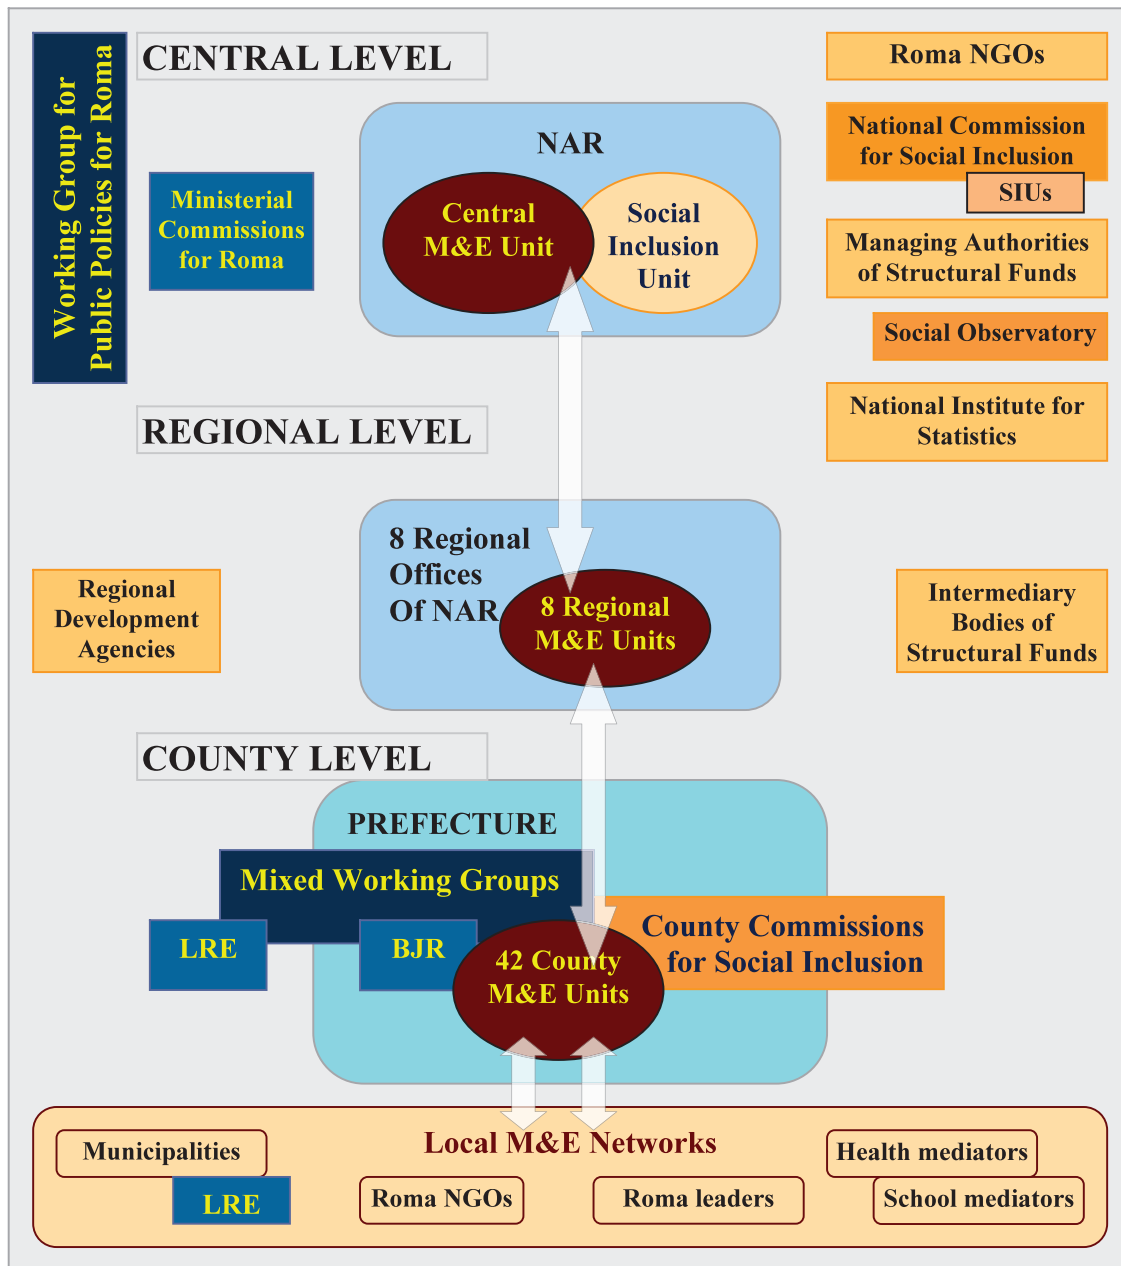 Working Group for
Public Policies for Roma
CENTRAL LEVEL
Roma NGOs
NAR
National Commission
for Social Inclusion
SIUs
Ministerial
Commissions
for Roma
Central
M&E Unit
Social
Inclusion
Unit
Managing Authorities
of Structural Funds
Social Observatory
National Institute for
Statistics
REGIONAL LEVEL
8 Regional
Offices
Of NAR
8 Regional
M&E Units
Regional
Development
Agencies
Intermediary
Bodies of
Structural Funds
COUNTY LEVEL
PREFECTURE
Mixed Working Groups
LRE
BJR
County Commissions
for Social Inclusion
42 County
M&E Units
Local M&E Networks
Municipalities
LRE
Roma NGOs
Roma leaders
Health mediators
School mediators